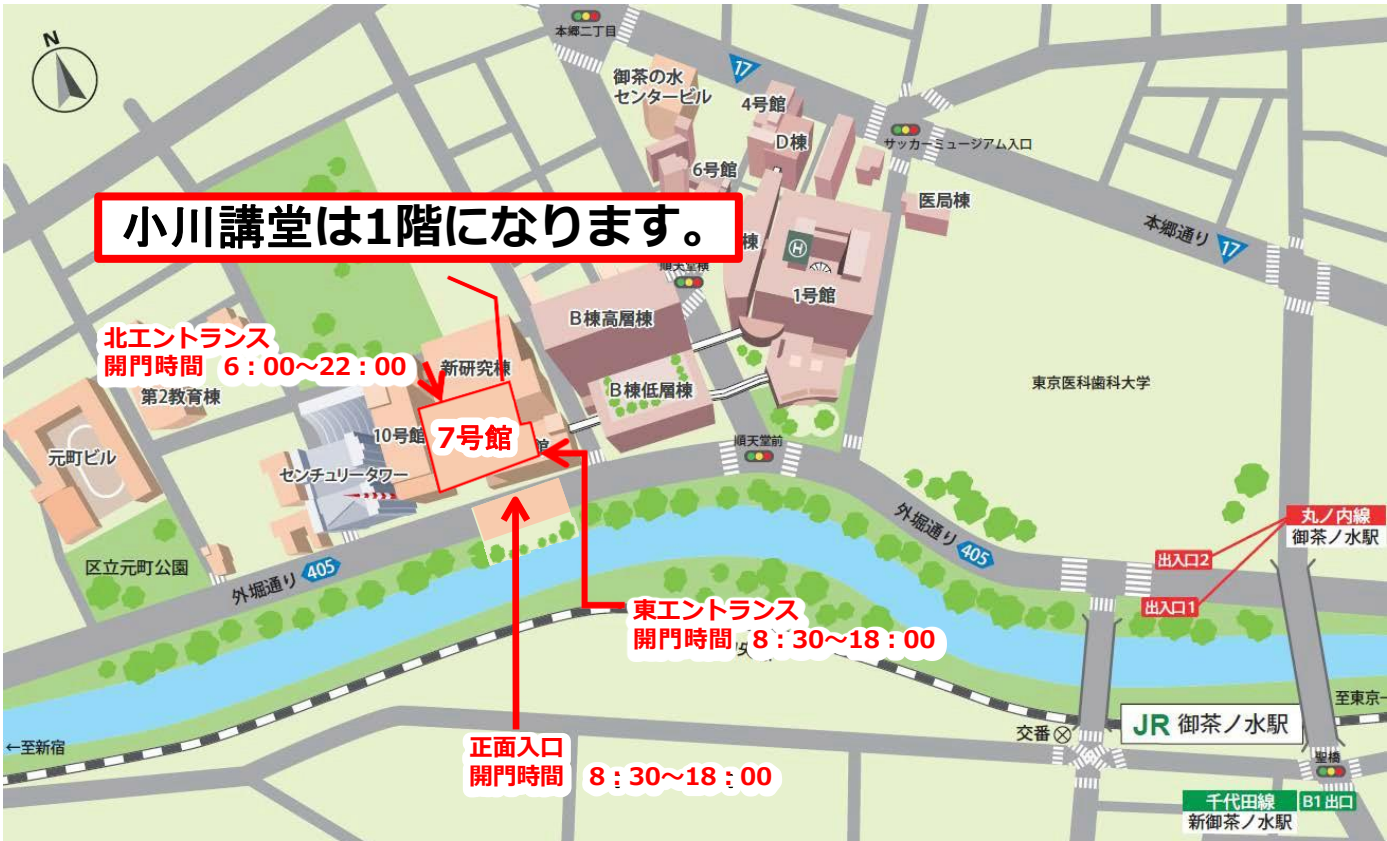 N
本郷二丁目
17
御茶の水
センタービル
4号館
D棟
サッカーミュージアム入口
6号館
医局棟
本郷通り 17
小川講堂は1階になります。
棟
H
順天堂横
1号館
B棟高層棟
北エントランス
開門時間 6:00~22:00
新研究棟
B棟低層棟
東京医科歯科大学
第2教育棟
10号館
7号館
館
順天堂前
元町ビル
センチュリータワー
外堀通り 405
丸ノ内線
御茶ノ水駅
出入口2
区立元町公園
外堀通り 405
出入口1
東エントランス
開門時間 8:30~18:00
至東京
JR 御茶ノ水駅
交番
←至新宿
正面入口
開門時間 8:30~18:00
聖橋
千代田線 B1出口
新御茶ノ水駅